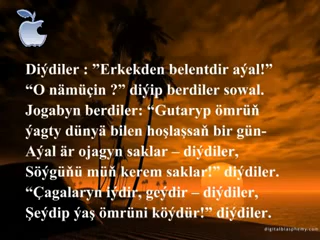 Diýdiler : ”Erkekden belentdir aýal!”
“O nämüçin ?” diýip berdiler sowal.
Jogabyn berdiler: “Gutaryp ömrüň
ýagty dünýä bilen hoşlaşsaň bir gün-
Aýal är ojagyn saklar – diýdiler,
Söýgüňü müň kerem saklar!” diýdiler.
“Çagalaryn iýdir, geýdir – diýdiler,
Şeýdip ýaş ömrüni köýdür!” diýdiler.
digitalblasphemy.com